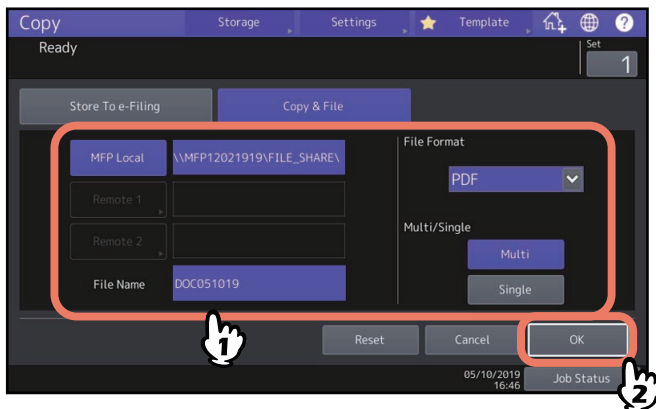 Copy Storage Settings Template ?
Ready
Set
1
Store To e-Filing Copy & File
MFP Local \\MFP12021919\FILE_SHARE\
Remote 1
Remote 2
File Name DOC051019
File Format
PDF
Multi/Single
Multi
Single
1
Reset Cancel OK
05/10/2019
16:46
Job Status
2